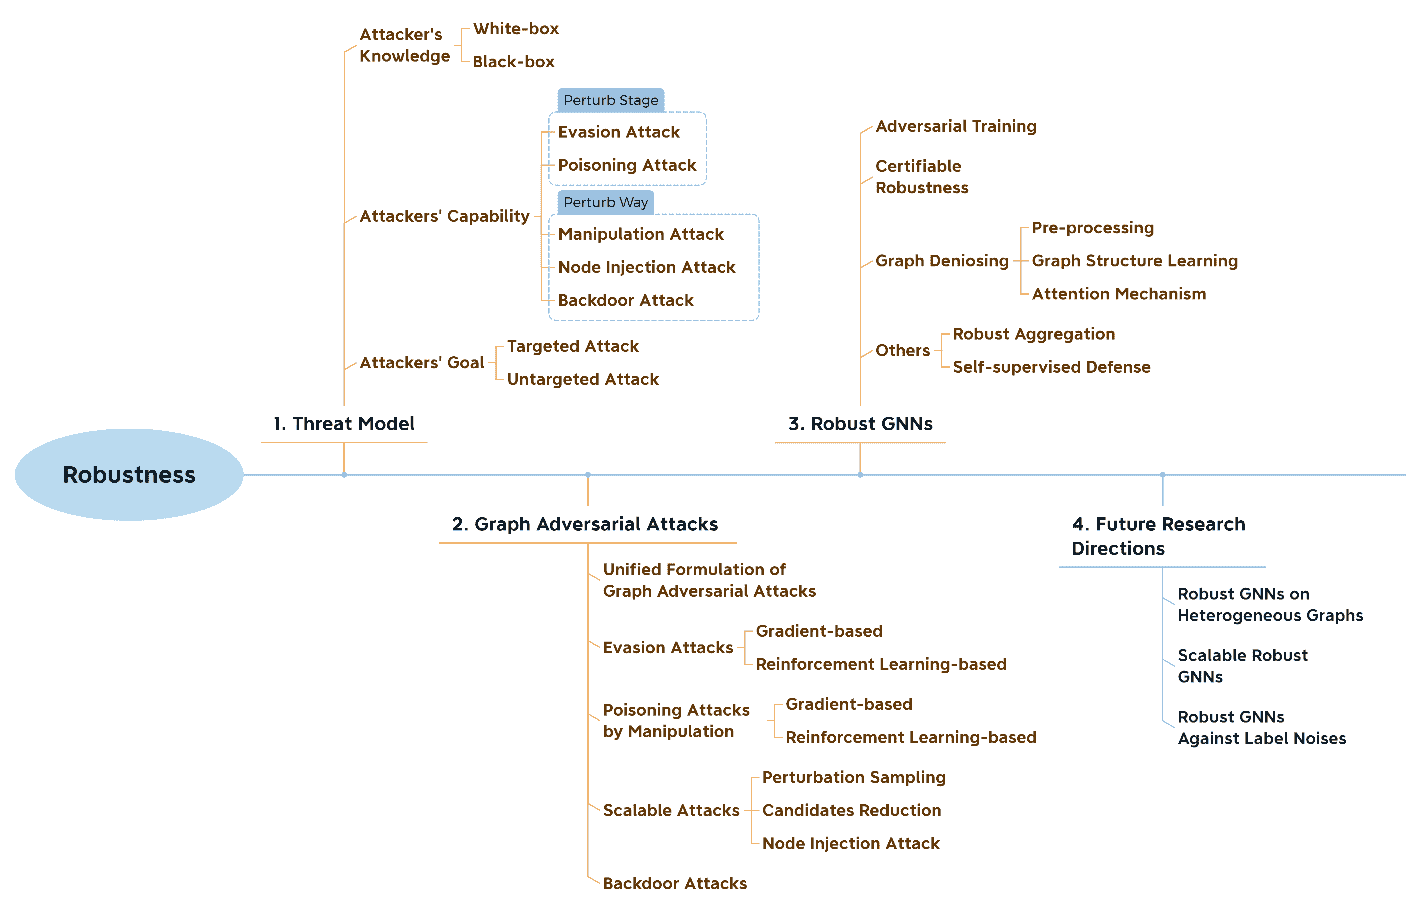 Attacker's
Knowledge
White-box
Black-box
Perturb Stage
Evasion Attack
Poisoning Attack
Attackers' Capability
Perturb Way
Manipulation Attack
Node Injection Attack
Backdoor Attack
Attackers' Goal
Targeted Attack
Untargeted Attack
1. Threat Model
Adversarial Training
Certifiable
Robustness
Graph Deniosing
Pre-processing
Graph Structure Learning
Attention Mechanism
Others
Robust Aggregation
Self-supervised Defense
3. Robust GNNs
Robustness
2. Graph Adversarial Attacks
Unified Formulation of
Graph Adversarial Attacks
Evasion Attacks
Gradient-based
Reinforcement Learning-based
Poisoning Attacks
by Manipulation
Gradient-based
Reinforcement Learning-based
Scalable Attacks
Perturbation Sampling
Candidates Reduction
Node Injection Attack
Backdoor Attacks
4. Future Research
Directions
Robust GNNs on
Heterogeneous Graphs
Scalable Robust
GNNs
Robust GNNs
Against Label Noises